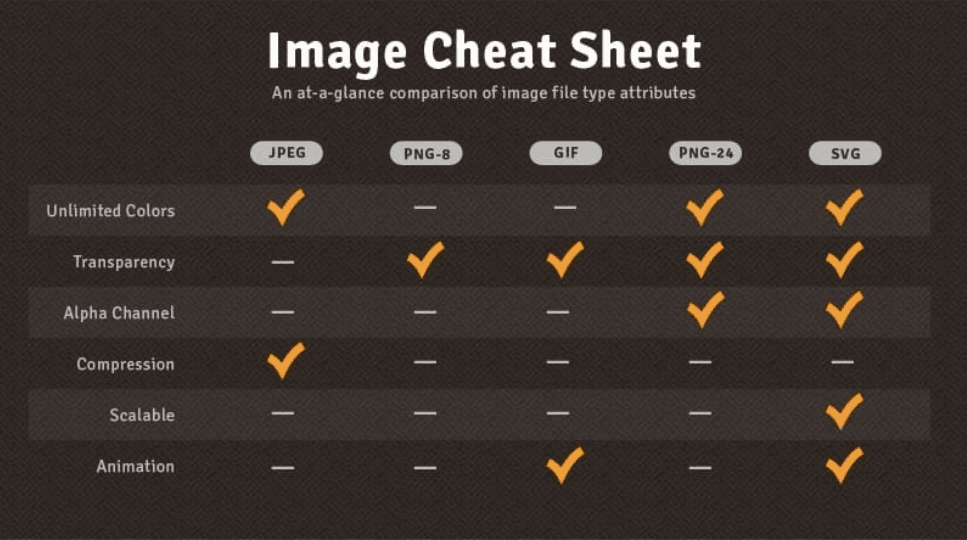 Image Cheat Sheet
An at-a-glance comparison of image file type attributes
JPEG PNG-8 GIF PNG-24 SVG
Unlimited Colors ✔ — — ✔ ✔
Transparency — ✔ ✔ ✔ ✔
Alpha Channel — — — ✔ ✔
Compression ✔ — — — —
Scalable — — — — ✔
Animation — — ✔ — ✔